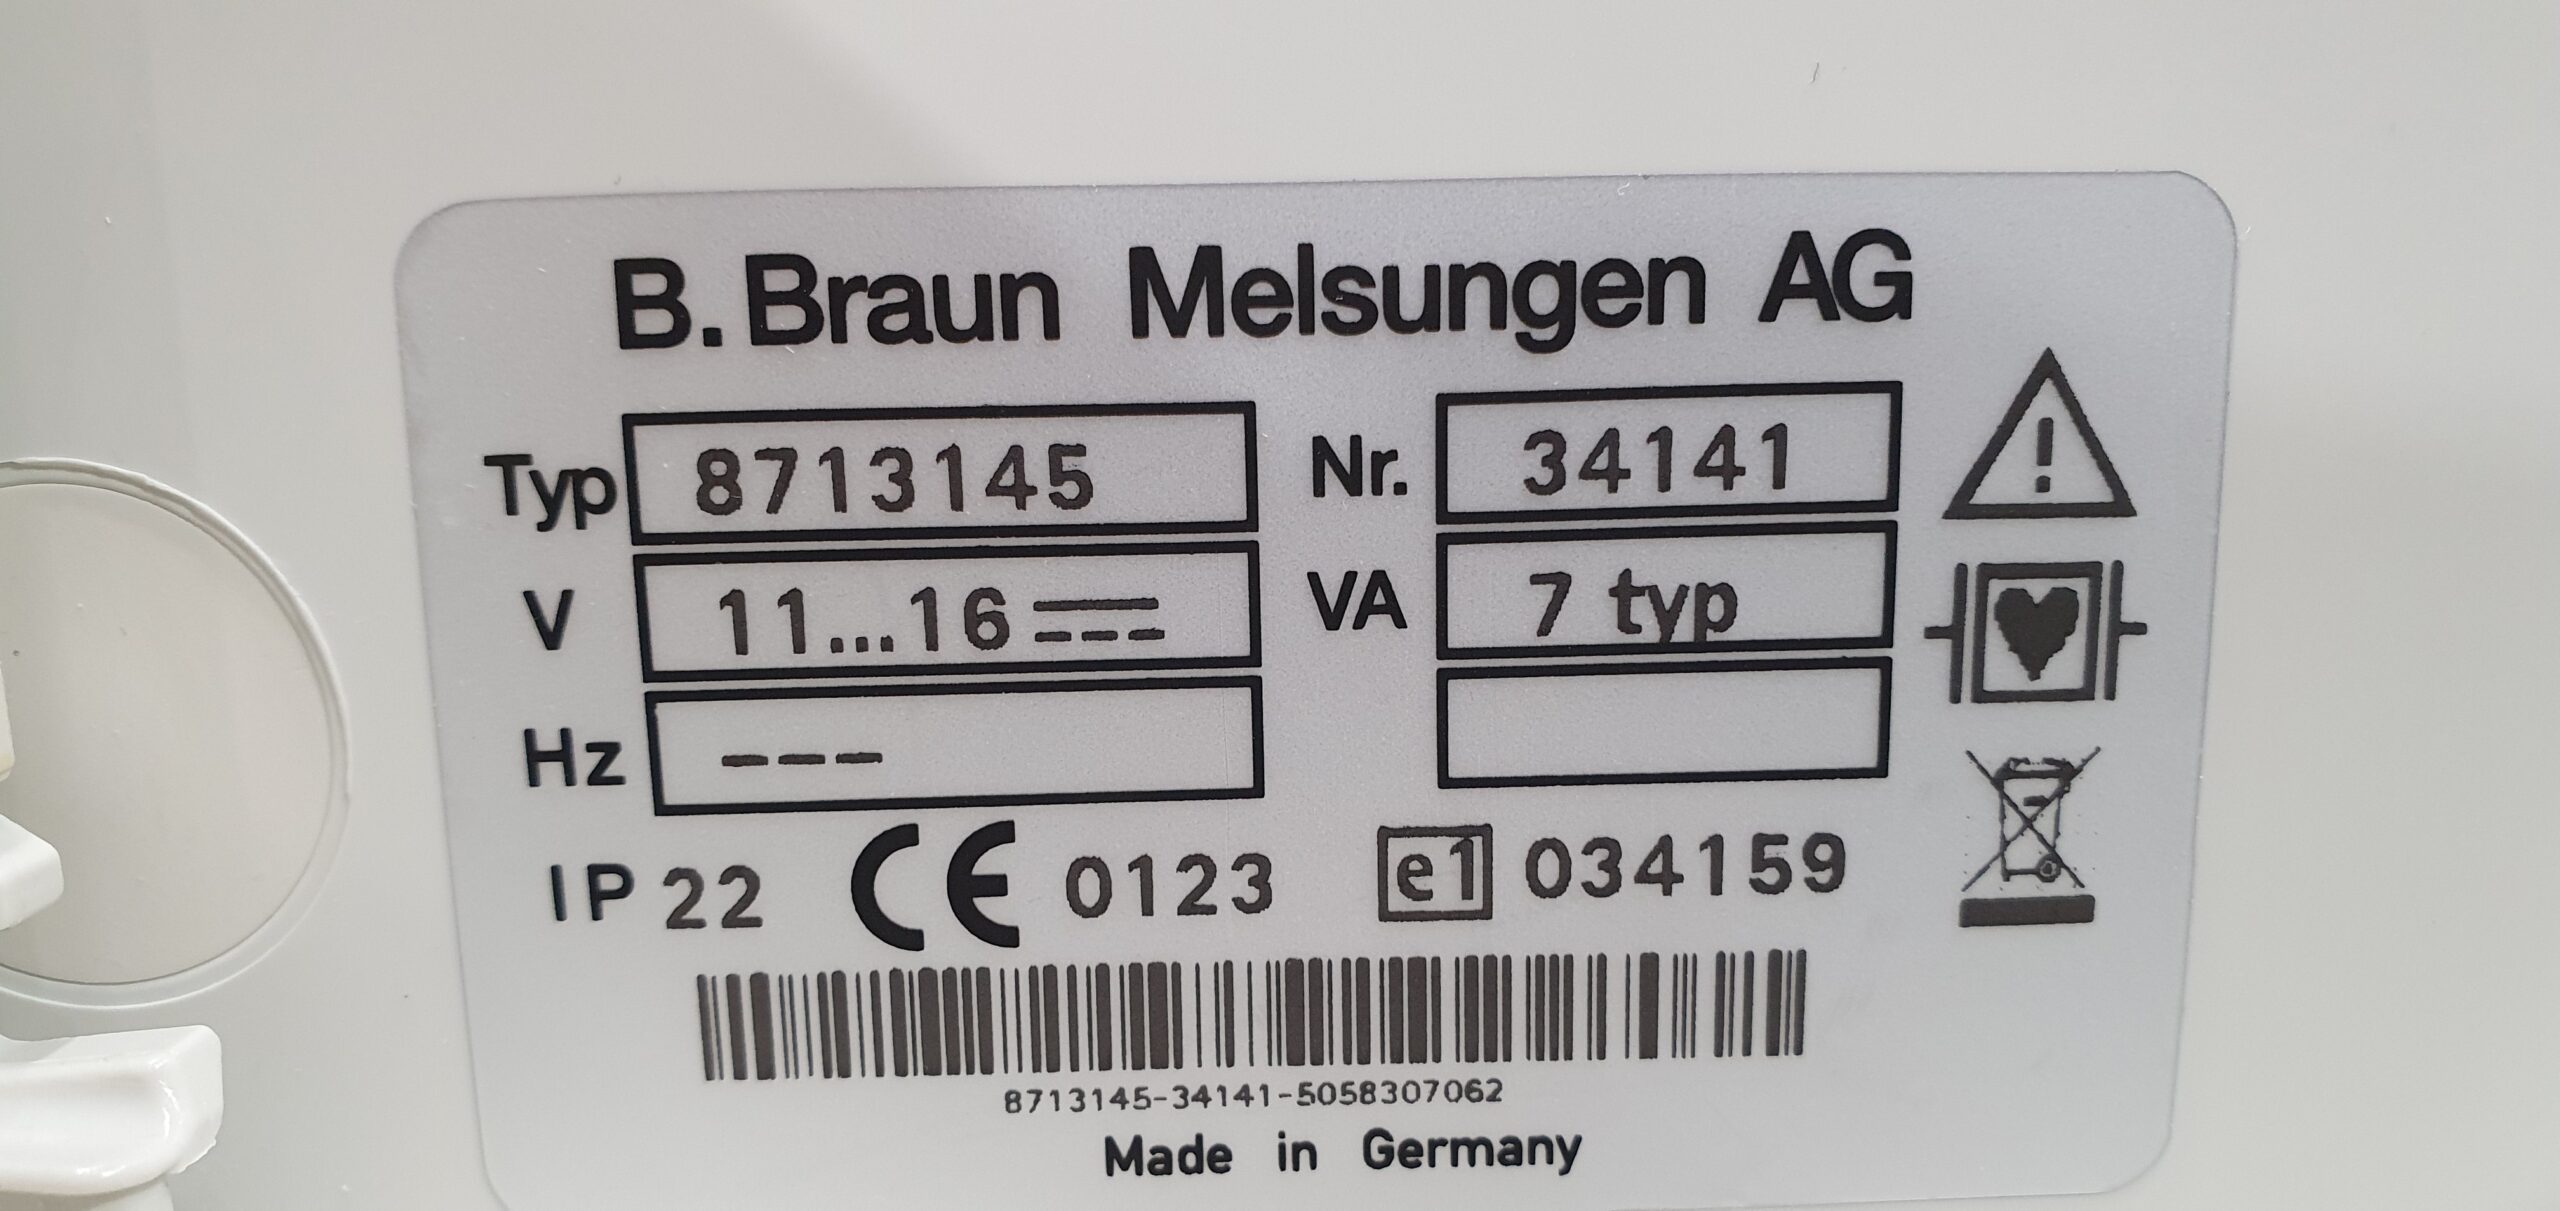 B. Braun Melsungen AG
Typ 8713145 Nr. 34141
V 11...16 VA 7 typ
Hz ---
IP 22 CE 0123 e1 034159
8713145-34141-5058307062
Made in Germany